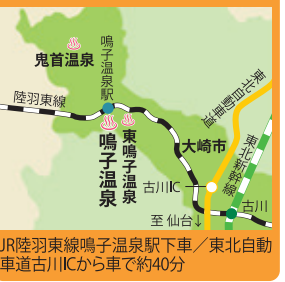 鬼首温泉
鳴子温泉駅
陸羽東線
鳴子温泉
東鳴子温泉
東北自動車道
大崎市
東北新幹線
古川IC
古川
至 仙台↓
JR陸羽東線鳴子温泉駅下車／東北自動
車道古川ICから車で約40分